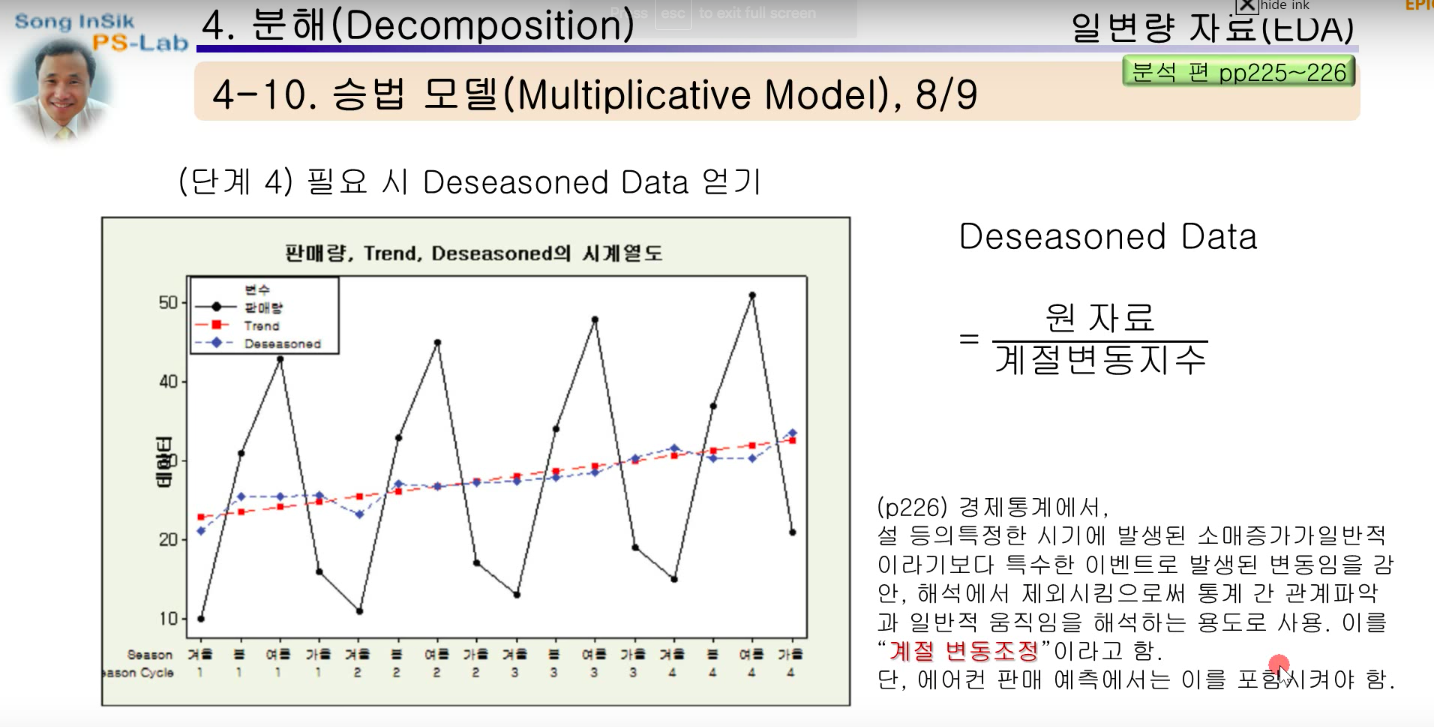 Song InSik
PS-Lab
4. 분해(Decomposition)
Press esc to exit full screen
hide ink
일변량 자료(EDA)
분석 편 pp225~226
4-10. 승법 모델(Multiplicative Model), 8/9
(단계 4) 필요 시 Deseasoned Data 얻기
판매량, Trend, Deseasoned의 시계열도
변수
판매량
Trend
Deseasoned
데이터
50
40
30
20
10
Season 겨울 봄 여름 가을 겨울 봄 여름 가을 겨울 봄 여름 가을 겨울 봄 여름 가을
eason Cycle 1 1 1 1 2 2 2 2 3 3 3 3 4 4 4 4
Deseasoned Data
= 원 자료
계절변동지수
(p226) 경제통계에서,
설 등의특정한 시기에 발생된 소매증가가일반적
이라기보다 특수한 이벤트로 발생된 변동임을 감
안, 해석에서 제외시킴으로써 통계 간 관계파악
과 일반적 움직임을 해석하는 용도로 사용. 이를
“계절 변동조정”이라고 함.
단, 에어컨 판매 예측에서는 이를 포함시켜야 함.